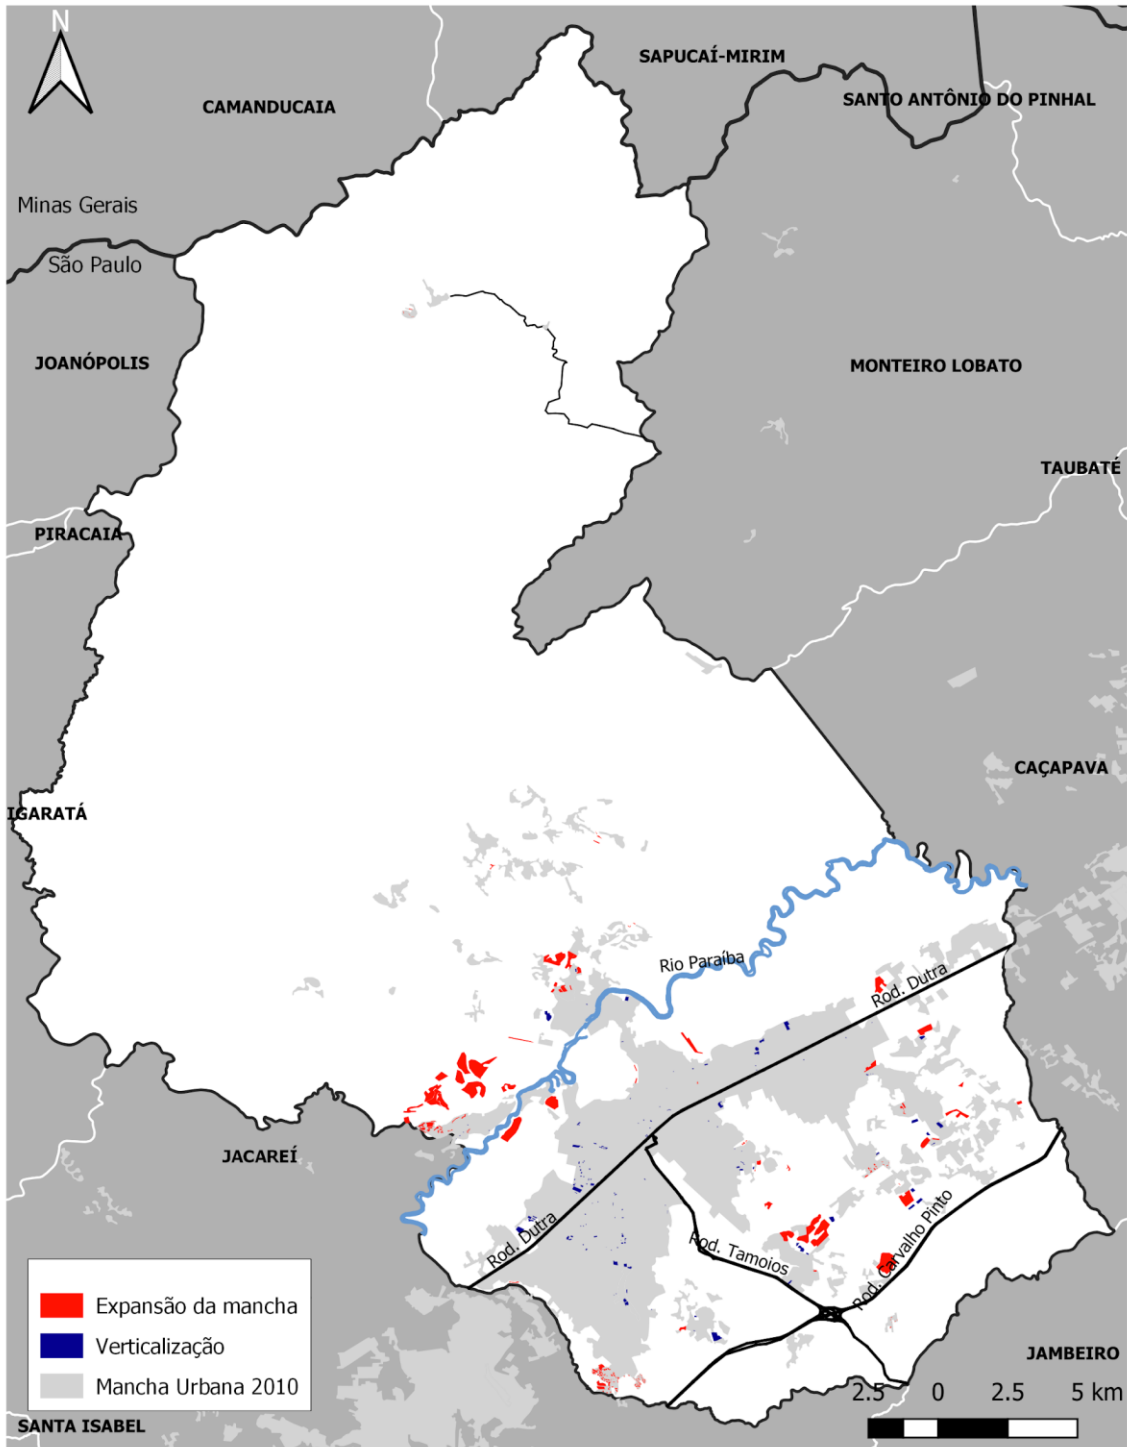 N
SAPUCAÍ-MIRIM
CAMANDUCAIA
SANTO ANTÔNIO DO PINHAL
Minas Gerais
São Paulo
JOANÓPOLIS
MONTEIRO LOBATO
TAUBATÉ
PIRACAIA
CAÇAPAVA
IGARATÁ
Rio Paraíba
Rod. Dutra
JACAREÍ
Rod. Dutra
Rod. Tamoios
Rod. Carvalho Pinto
Expansão da mancha
Verticalização
Mancha Urbana 2010
JAMBEIRO
2.5 0 2.5 5 km
SANTA ISABEL